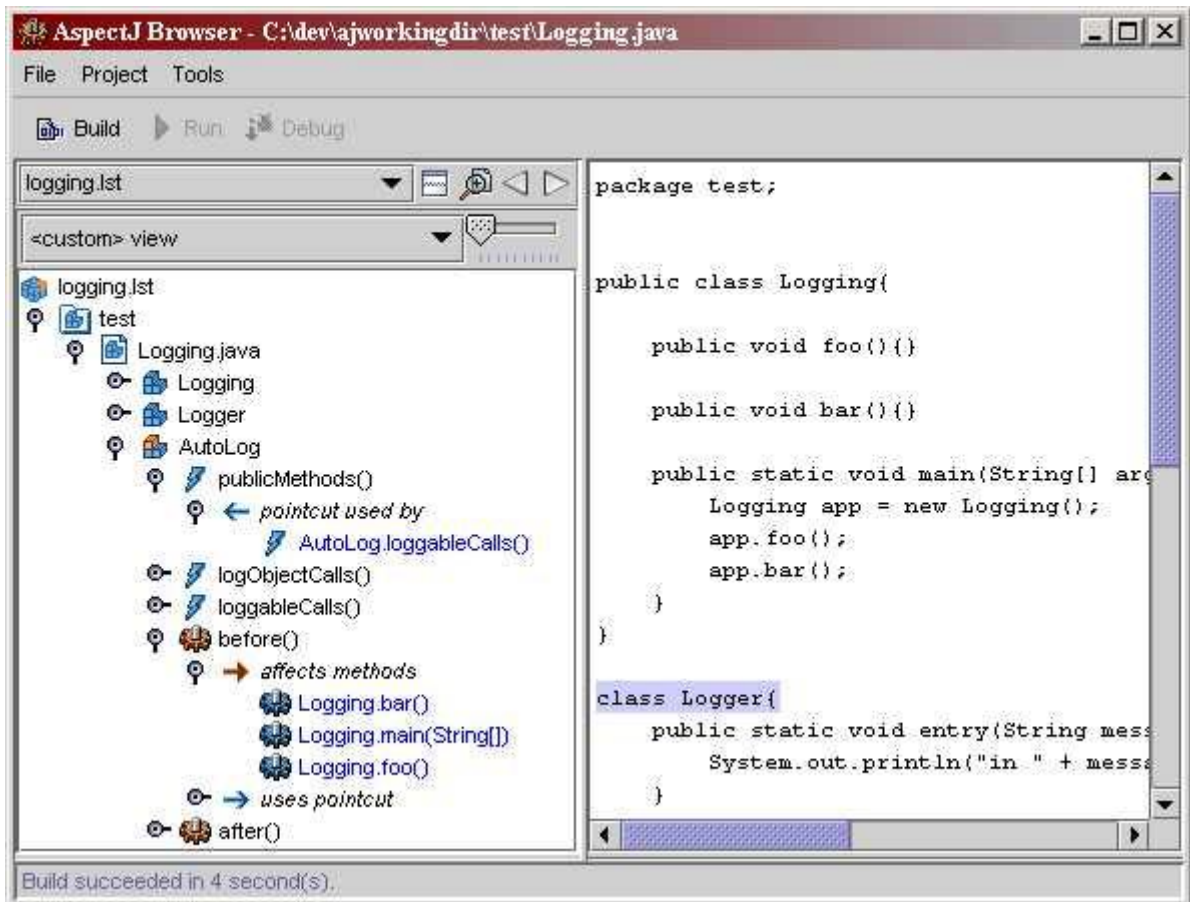 AspectJ Browser - C:\dev\ajworkingdir\test\Logging.java
File Project Tools
Build Run Debug
logging.lst
<custom> view
logging.lst
test
Logging.java
Logging
Logger
AutoLog
publicMethods()
pointcut used by
AutoLog.loggableCalls()
logObjectCalls()
loggableCalls()
before()
affects methods
Logging.bar()
Logging.main(String[])
Logging.foo()
uses pointcut
after()
package test;
public class Logging{
public void foo(){}
public void bar(){}
public static void main(String[] arg
Logging app = new Logging();
app.foo();
app.bar();
}
}
class Logger{
public static void entry(String mess
System.out.println("in " + messa
}
Build succeeded in 4 second(s).